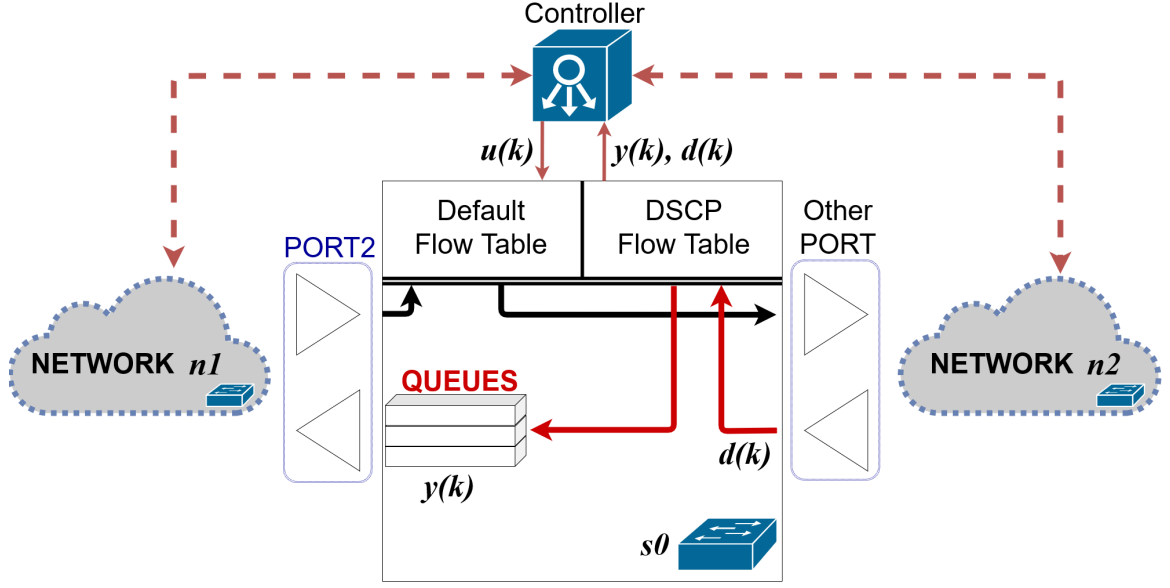 Controller
u(k)
y(k), d(k)
Default
Flow Table
DSCP
Flow Table
Other
PORT
PORT2
NETWORK n1
NETWORK n2
QUEUES
d(k)
y(k)
s0